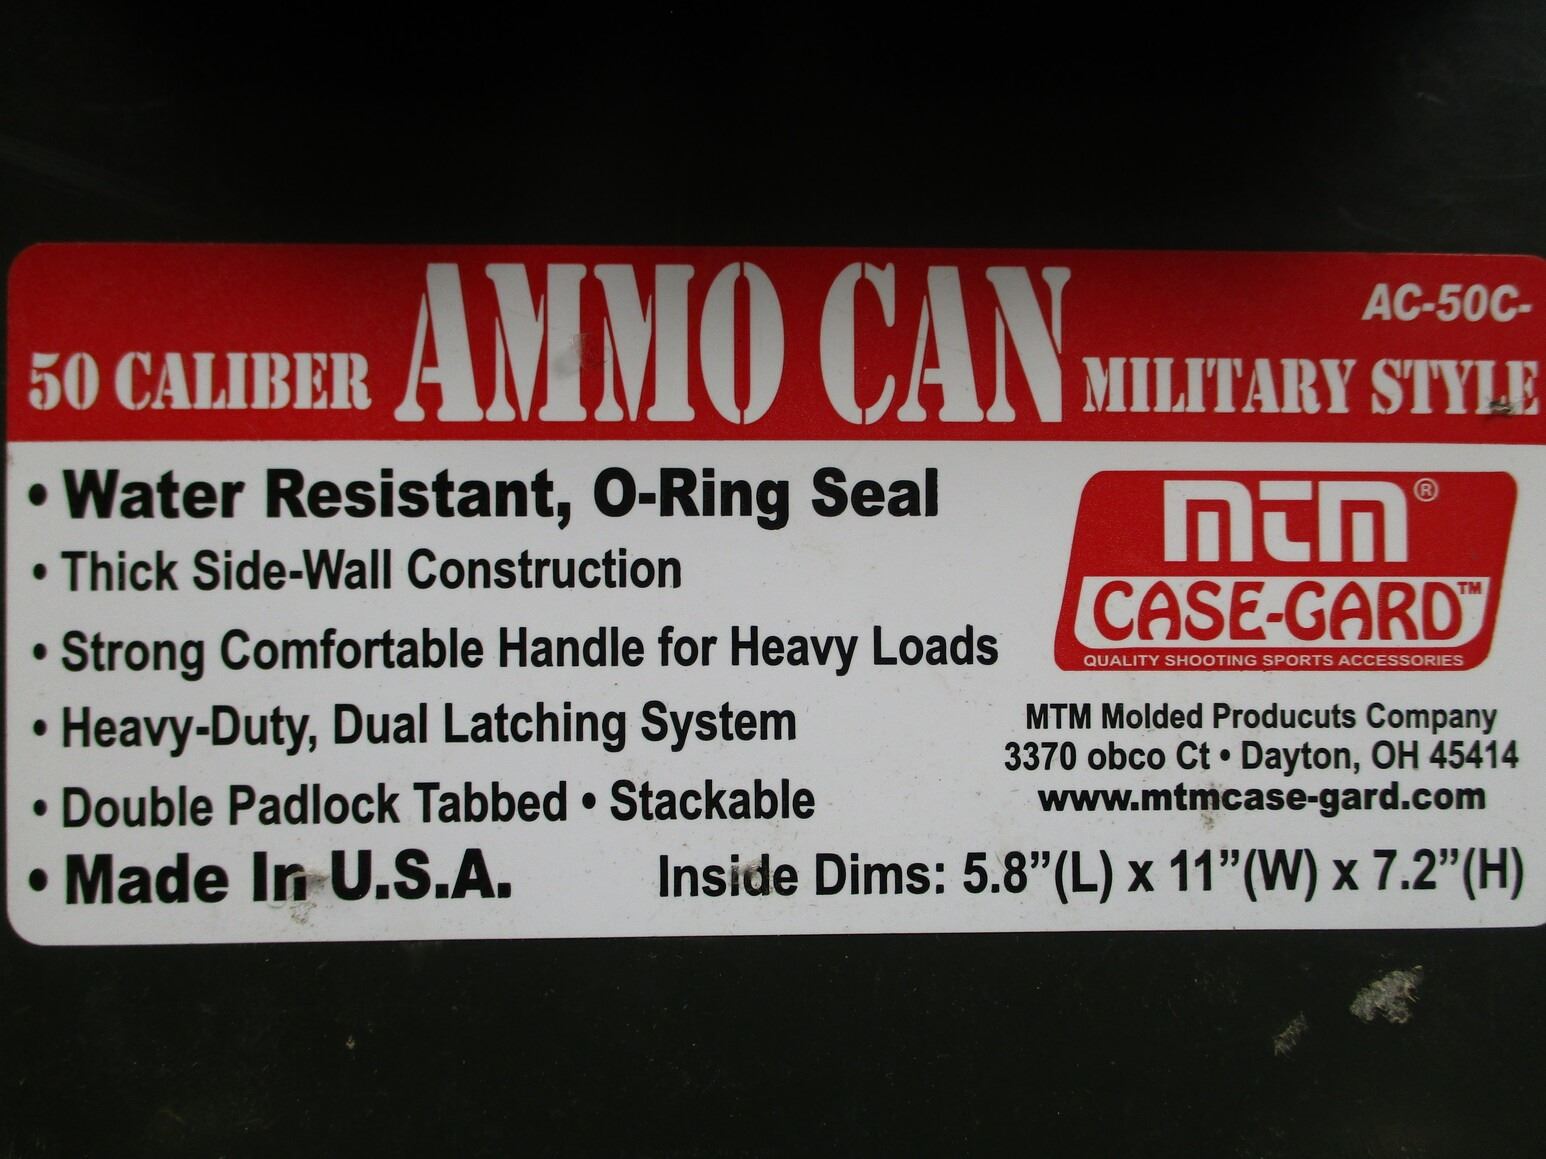 AC-50C-
50 CALIBER AMMO CAN MILITARY STYLE
• Water Resistant, O-Ring Seal
• Thick Side-Wall Construction
• Strong Comfortable Handle for Heavy Loads
• Heavy-Duty, Dual Latching System
• Double Padlock Tabbed • Stackable
• Made In U.S.A.
mtm®
CASE-GARD™
QUALITY SHOOTING SPORTS ACCESSORIES
MTM Molded Producuts Company
3370 obco Ct • Dayton, OH 45414
www.mtmcase-gard.com
Inside Dims: 5.8”(L) x 11”(W) x 7.2”(H)